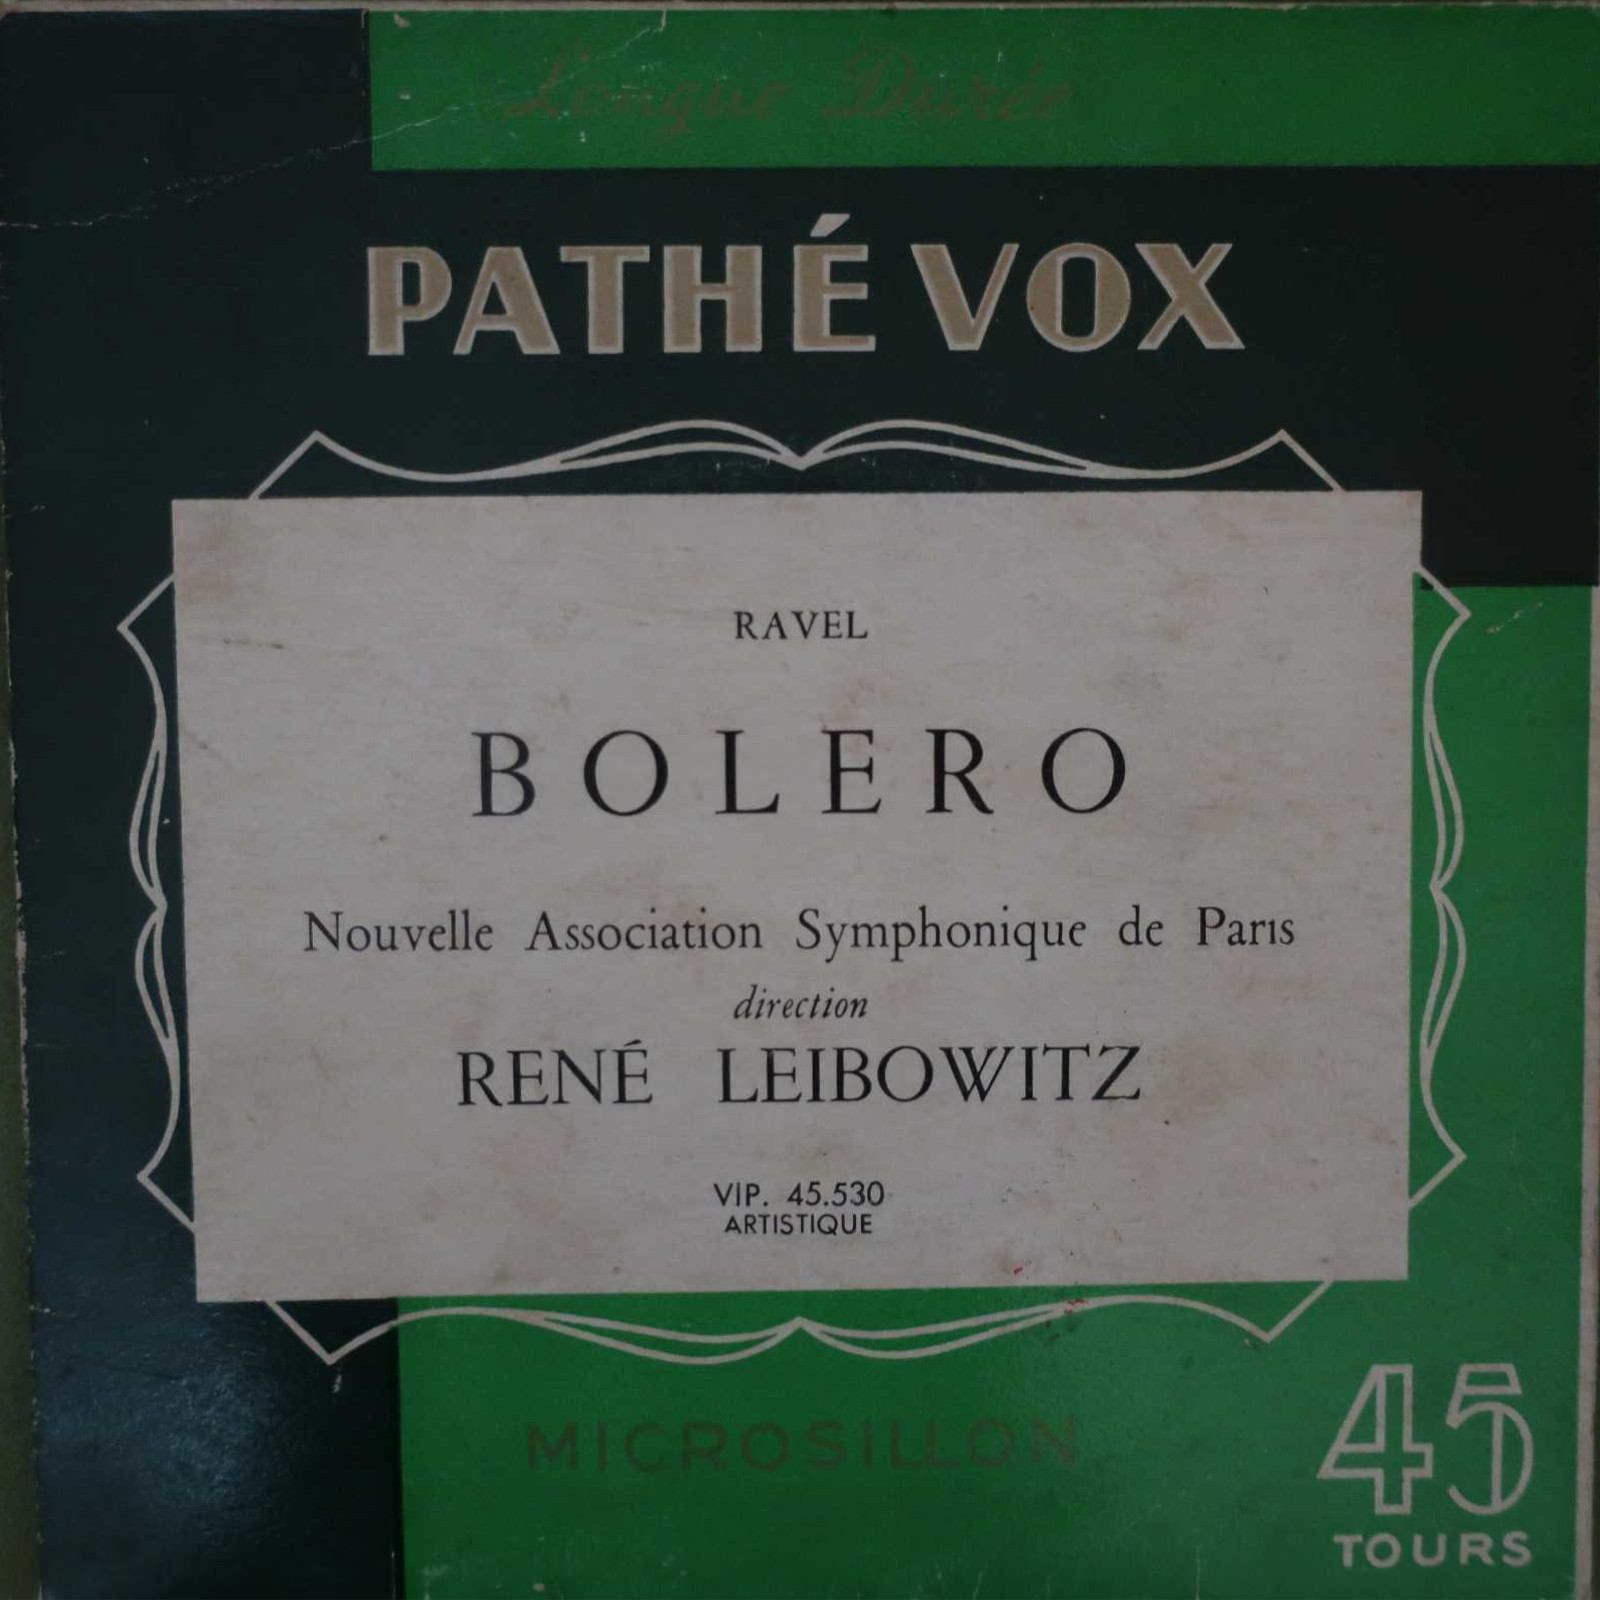 Longue Durée
PATHÉ VOX
RAVEL
BOLERO
Nouvelle Association Symphonique de Paris
direction
RENÉ LEIBOWITZ
VIP. 45.530
ARTISTIQUE
MICROSILLON
45
TOURS